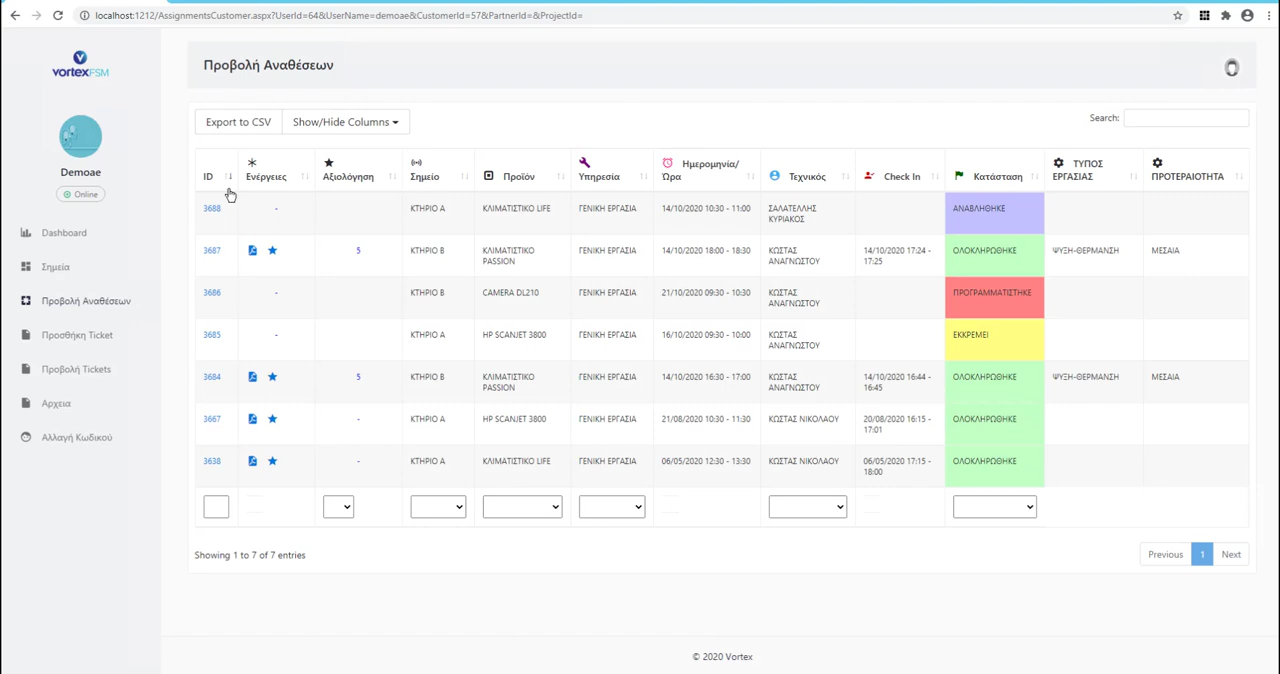 localhost:1212/AssignmentsCustomer.aspx?UserId=64&UserName=demoae&CustomerId=57&PartnerId=&ProjectId=
vortexFSM
Demoae
Online
Dashboard
Σημεία
Προβολή Αναθέσεων
Προσθήκη Ticket
Προβολή Tickets
Αρχεια
Αλλαγή Κωδικού
Προβολή Αναθέσεων
Export to CSV Show/Hide Columns Search:
ID Ενέργειες Αξιολόγηση Σημείο Προϊόν Υπηρεσία Ημερομηνία/ Ώρα Τεχνικός Check In Κατάσταση ΤΥΠΟΣ ΕΡΓΑΣΙΑΣ ΠΡΟΤΕΡΑΙΟΤΗΤΑ
3688 - ΚΤΗΡΙΟ Α ΚΛΙΜΑΤΙΣΤΙΚΟ LIFE ΓΕΝΙΚΗ ΕΡΓΑΣΙΑ 14/10/2020 10:30 - 11:00 ΣΑΛΑΤΕΛΛΗΣ ΑΝΑΒΛΗΘΗΚΕ
ΚΥΡΙΑΚΟΣ
3687 5 ΚΤΗΡΙΟ Β ΚΛΙΜΑΤΙΣΤΙΚΟ ΓΕΝΙΚΗ ΕΡΓΑΣΙΑ 14/10/2020 18:00 - 18:30 ΚΩΣΤΑΣ 14/10/2020 17:24 - ΟΛΟΚΛΗΡΩΘΗΚΕ ΨΥΞΗ-ΘΕΡΜΑΝΣΗ ΜΕΣΑΙΑ
PASSION ΑΝΑΓΝΩΣΤΟΥ 17:25
3686 - ΚΤΗΡΙΟ Β CAMERA DL210 ΓΕΝΙΚΗ ΕΡΓΑΣΙΑ 21/10/2020 09:30 - 10:30 ΚΩΣΤΑΣ ΠΡΟΓΡΑΜΜΑΤΙΣΤΗΚΕ
ΑΝΑΓΝΩΣΤΟΥ
3685 - ΚΤΗΡΙΟ Α HP SCANJET 3800 ΓΕΝΙΚΗ ΕΡΓΑΣΙΑ 16/10/2020 09:30 - 10:00 ΚΩΣΤΑΣ ΕΚΚΡΕΜΕΙ
ΑΝΑΓΝΩΣΤΟΥ
3684 5 ΚΤΗΡΙΟ Β ΚΛΙΜΑΤΙΣΤΙΚΟ ΓΕΝΙΚΗ ΕΡΓΑΣΙΑ 14/10/2020 16:30 - 17:00 ΚΩΣΤΑΣ 14/10/2020 16:44 - ΟΛΟΚΛΗΡΩΘΗΚΕ ΨΥΞΗ-ΘΕΡΜΑΝΣΗ ΜΕΣΑΙΑ
PASSION ΑΝΑΓΝΩΣΤΟΥ 16:45
3667 - ΚΤΗΡΙΟ Α HP SCANJET 3800 ΓΕΝΙΚΗ ΕΡΓΑΣΙΑ 21/08/2020 10:30 - 11:30 ΚΩΣΤΑΣ ΝΙΚΟΛΑΟΥ 20/08/2020 16:15 - ΟΛΟΚΛΗΡΩΘΗΚΕ
17:01
3638 - ΚΤΗΡΙΟ Α ΚΛΙΜΑΤΙΣΤΙΚΟ LIFE ΓΕΝΙΚΗ ΕΡΓΑΣΙΑ 06/05/2020 12:30 - 13:30 ΚΩΣΤΑΣ ΝΙΚΟΛΑΟΥ 06/05/2020 17:15 - ΟΛΟΚΛΗΡΩΘΗΚΕ
18:00
Showing 1 to 7 of 7 entries Previous 1 Next
© 2020 Vortex